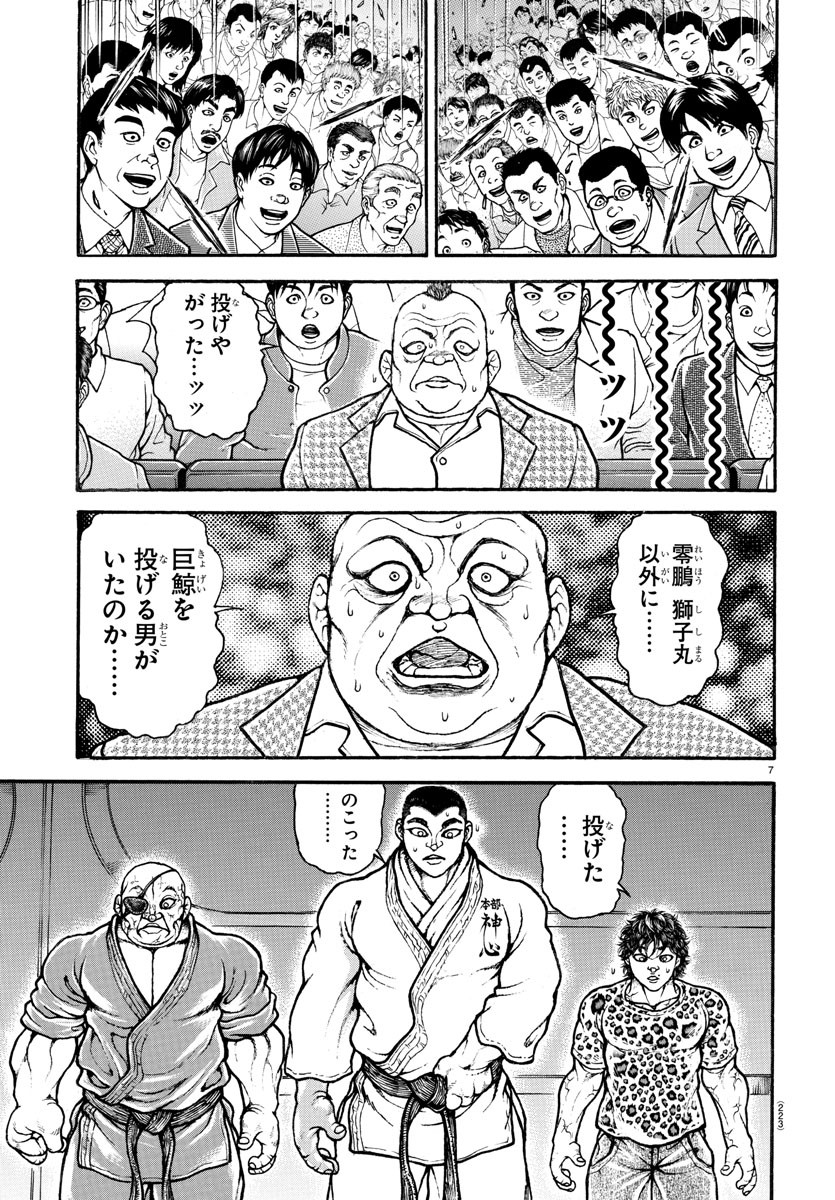 〜〜〜ッッ
投げや
がった…ッッ
零鵬 獅子丸
以外に……
巨鯨を
投げる男が
いたのか……
7
投げた
……
のこった
…
本部
神心
(223)